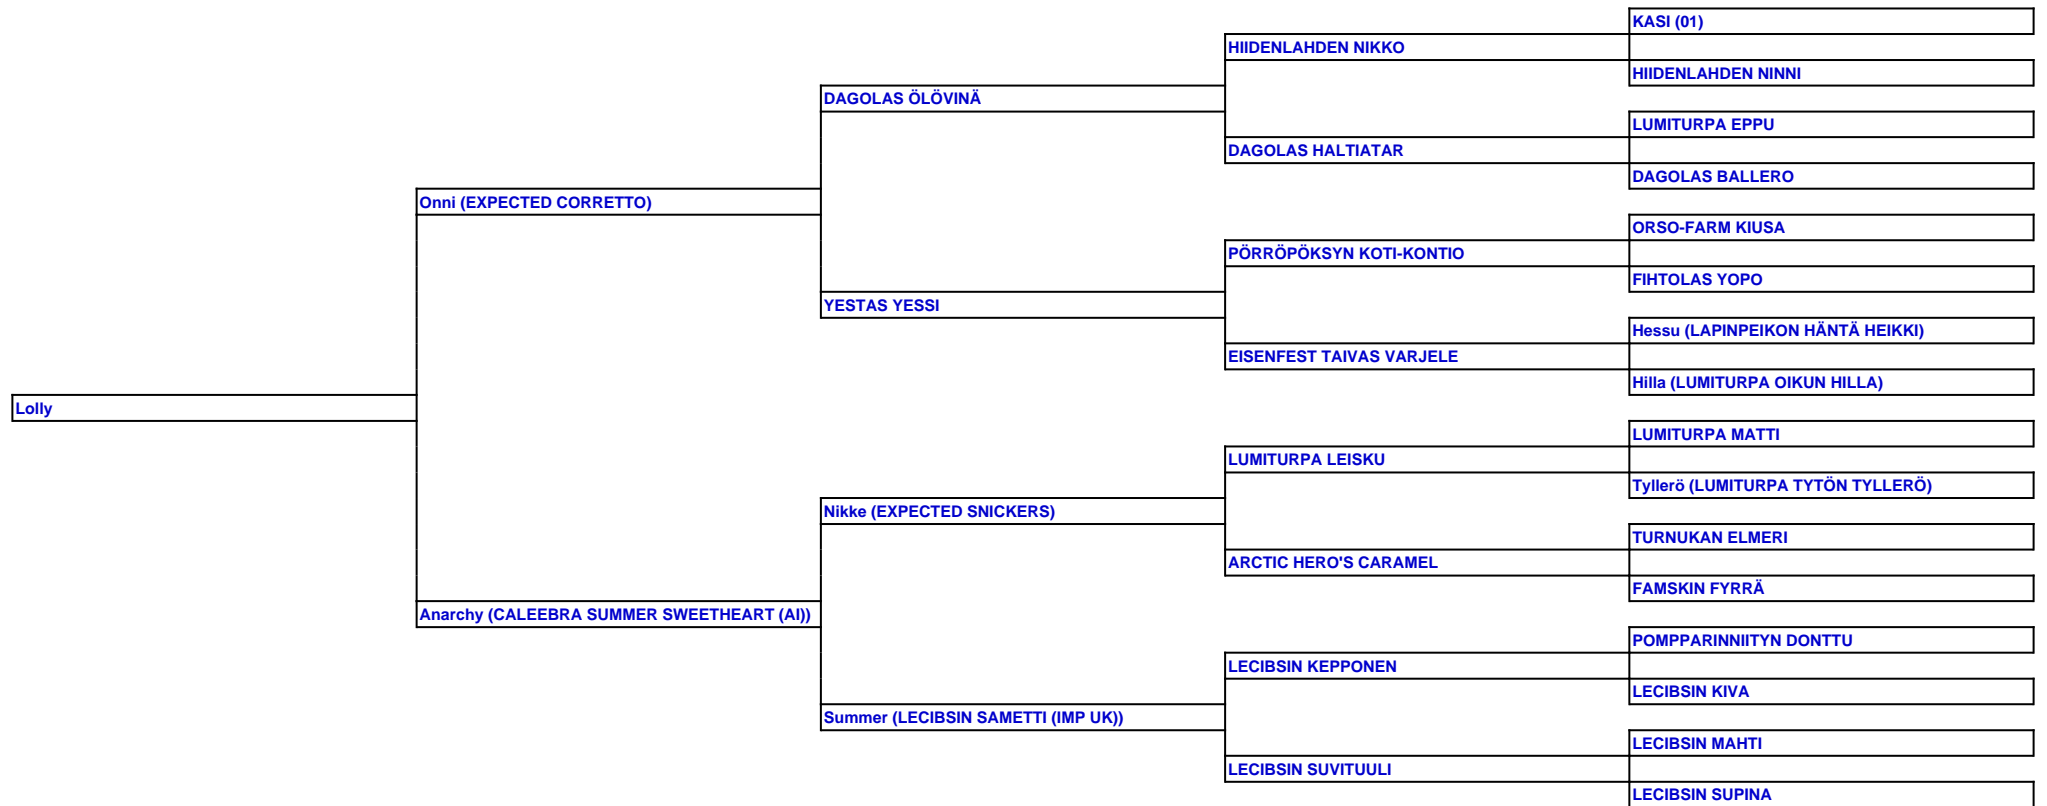 KASI (01)
HIIDENLAHDEN NIKKO
HIIDENLAHDEN NINNI
DAGOLAS ÖLÖVINÄ
LUMITURPA EPPU
DAGOLAS HALTIATAR
DAGOLAS BALLERO
Onni (EXPECTED CORRETTO)
ORSO-FARM KIUSA
PÖRRÖPÖKSYN KOTI-KONTIO
FIHTOLAS YOPO
YESTAS YESSI
Hessu (LAPINPEIKON HÄNTÄ HEIKKI)
EISENFEST TAIVAS VARJELE
Hilla (LUMITURPA OIKUN HILLA)
Lolly
LUMITURPA MATTI
LUMITURPA LEISKU
Tyllerö (LUMITURPA TYTÖN TYLLERÖ)
Nikke (EXPECTED SNICKERS)
TURNUKAN ELMERI
ARCTIC HERO'S CARAMEL
FAMSKIN FYRRÄ
Anarchy (CALEEBRA SUMMER SWEETHEART (AI))
POMPPARINNIITYN DONTTU
LECIBSIN KEPPONEN
LECIBSIN KIVA
Summer (LECIBSIN SAMETTI (IMP UK))
LECIBSIN MAHTI
LECIBSIN SUVITUULI
LECIBSIN SUPINA